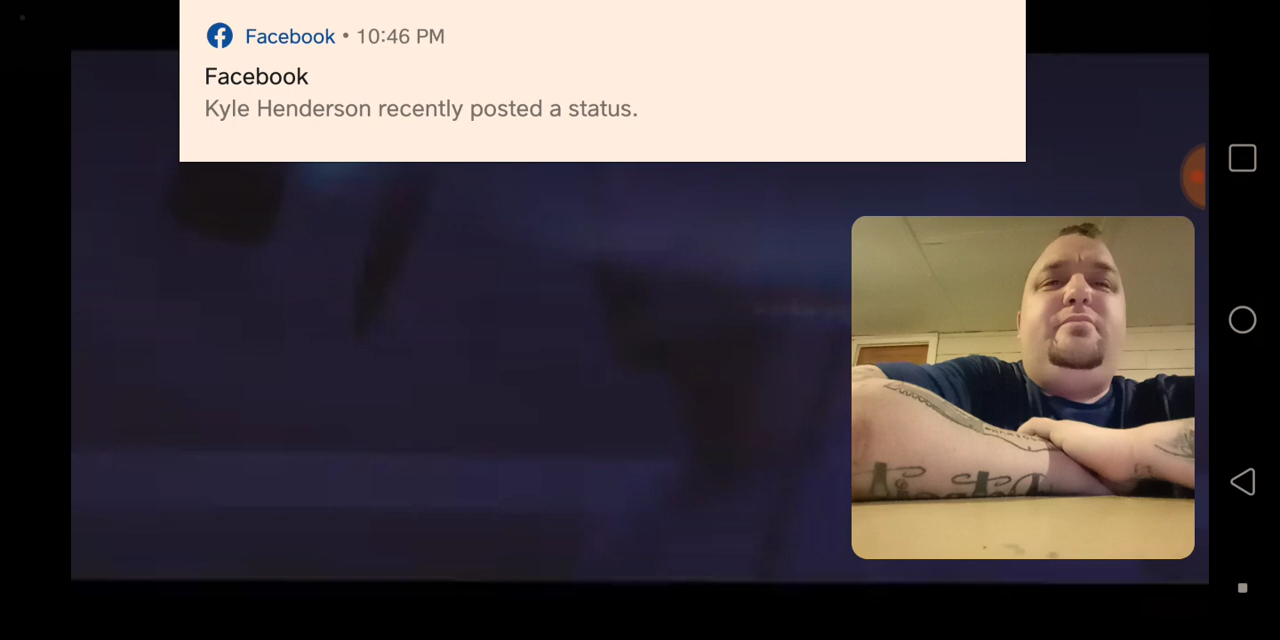 Facebook • 10:46 PM
Facebook
Kyle Henderson recently posted a status.